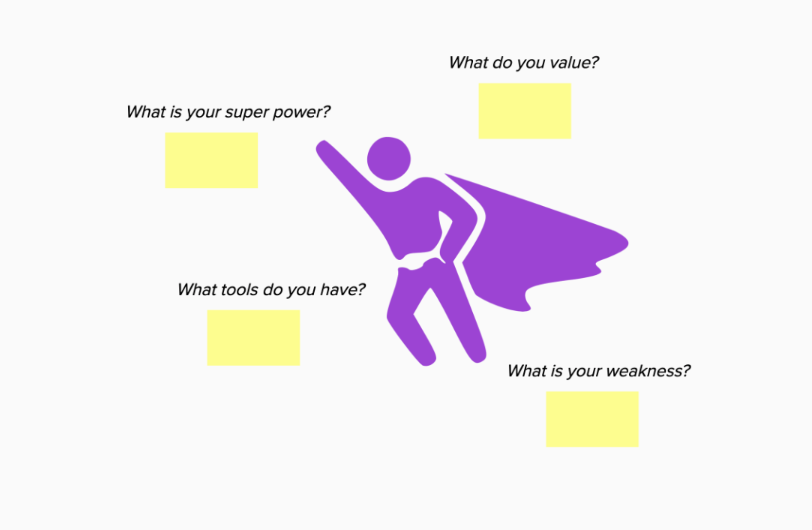 What do you value?
What is your super power?
What tools do you have?
What is your weakness?